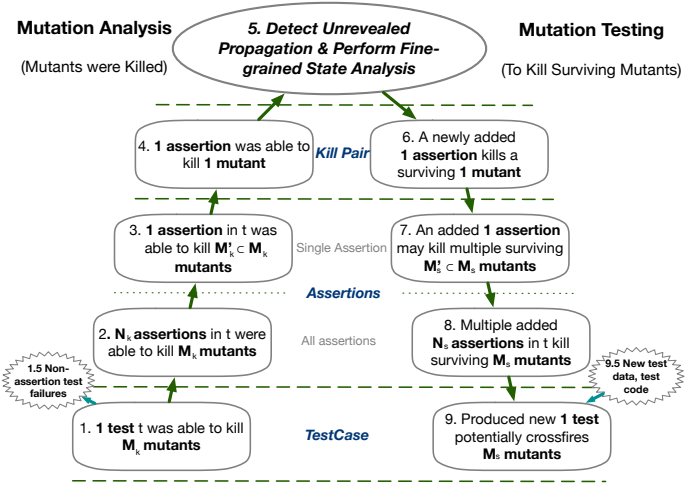 Mutation Analysis
(Mutants were Killed)
5. Detect Unrevealed
Propagation & Perform Fine-
grained State Analysis
Mutation Testing
(To Kill Surviving Mutants)
4. 1 assertion was able to
kill 1 mutant
Kill Pair
6. A newly added
1 assertion kills a
surviving 1 mutant
3. 1 assertion in t was
able to kill M'k ⊂ Mk
mutants
Single Assertion
7. An added 1 assertion
may kill multiple surviving
M's ⊂ Ms mutants
Assertions
2. Nk assertions in t were
able to kill Mk mutants
All assertions
8. Multiple added
Ns assertions in t kill
surviving Ms mutants
1.5 Non-
assertion test
failures
9.5 New test
data, test
code
1. 1 test t was able to kill
Mk mutants
TestCase
9. Produced new 1 test
potentially crossfires
Ms mutants